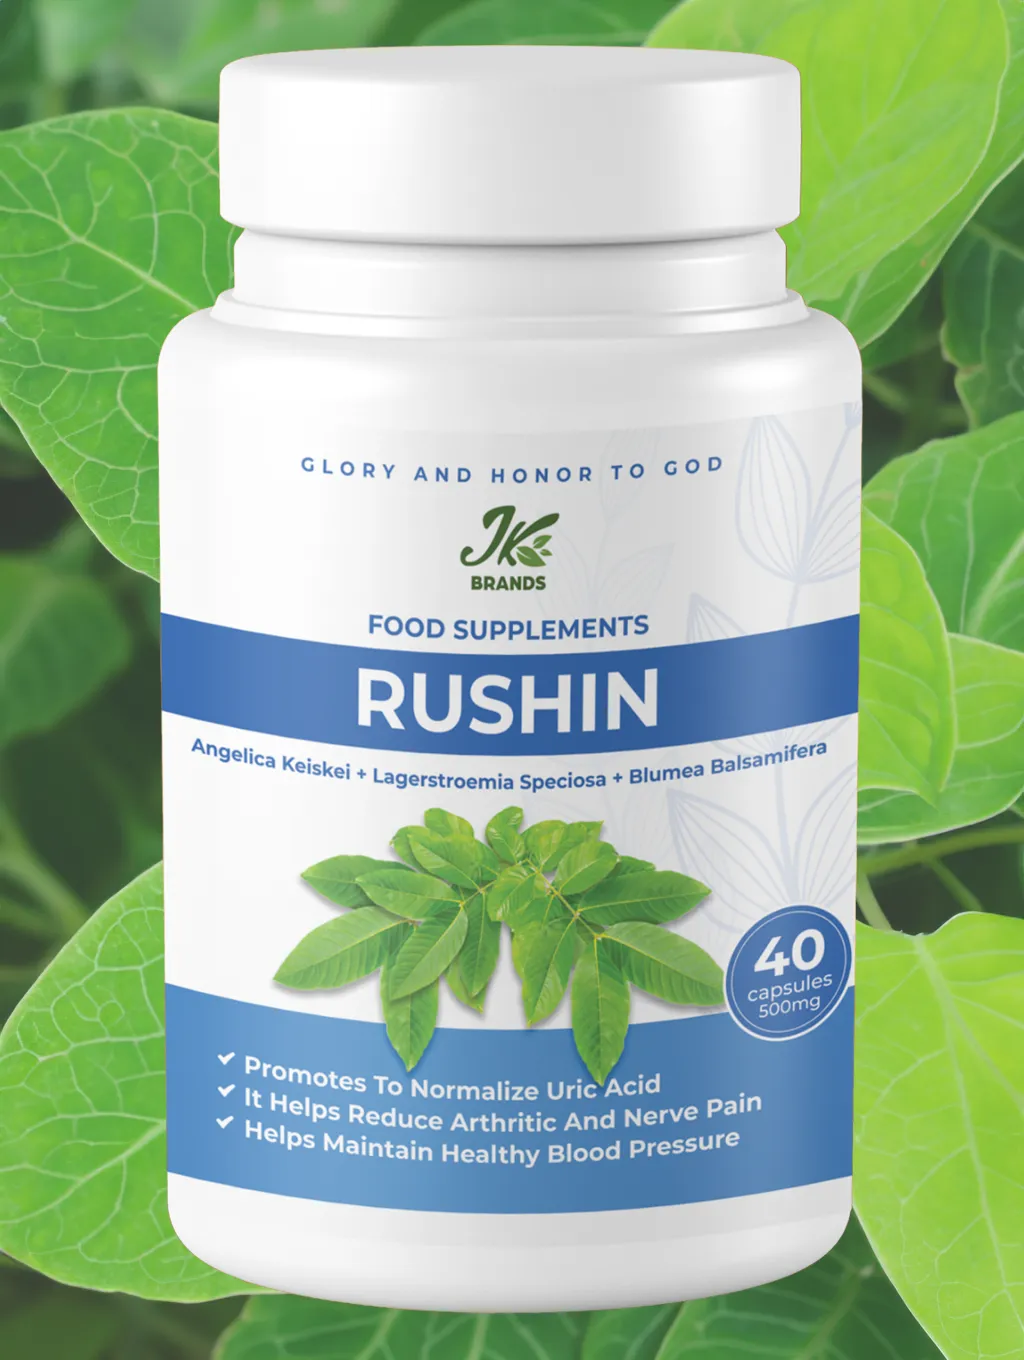 GLORY AND HONOR TO GOD
JK
BRANDS
FOOD SUPPLEMENTS
RUSHIN
Angelica Keiskei + Lagerstroemia Speciosa + Blumea Balsamifera
40
capsules
500mg
Promotes To Normalize Uric Acid
It Helps Reduce Arthritic And Nerve Pain
Helps Maintain Healthy Blood Pressure